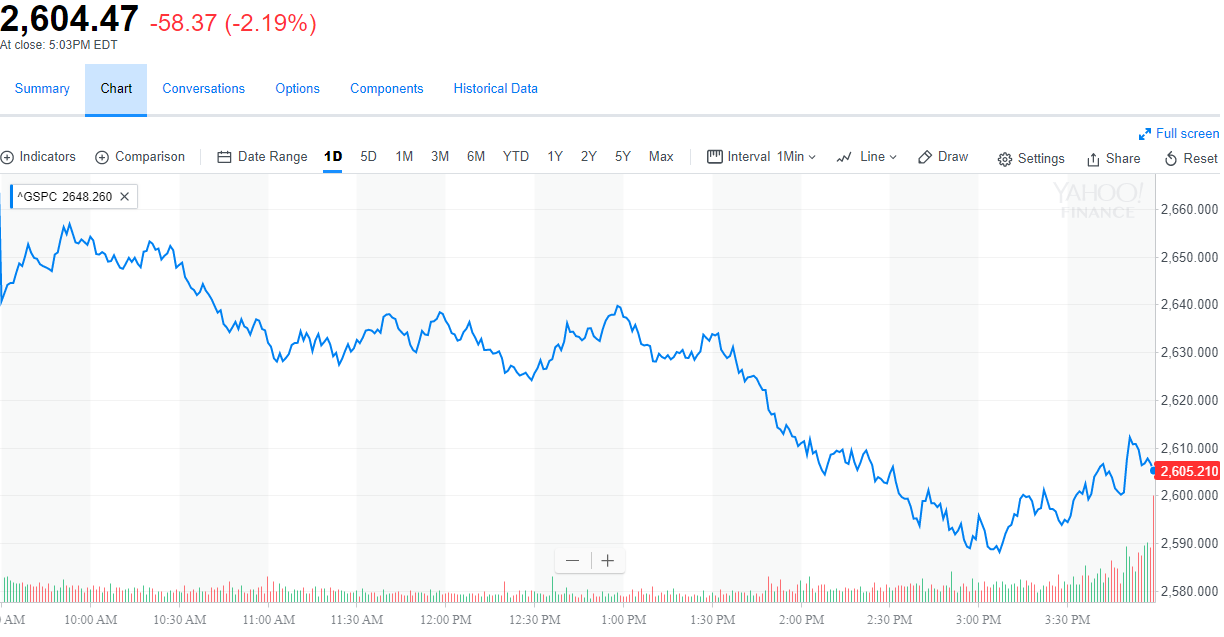 2,604.47 -58.37 (-2.19%)
At close: 5:03PM EDT
Summary Chart Conversations Options Components Historical Data
Full screen
Indicators Comparison Date Range 1D 5D 1M 3M 6M YTD 1Y 2Y 5Y Max Interval 1Min Line Draw Settings Share Reset
^GSPC 2648.260
YAHOO!
FINANCE
2,660.000
2,650.000
2,640.000
2,630.000
2,620.000
2,610.000
2,605.210
2,600.000
2,590.000
2,580.000
AM 10:00 AM 10:30 AM 11:00 AM 11:30 AM 12:00 PM 12:30 PM 1:00 PM 1:30 PM 2:00 PM 2:30 PM 3:00 PM 3:30 PM